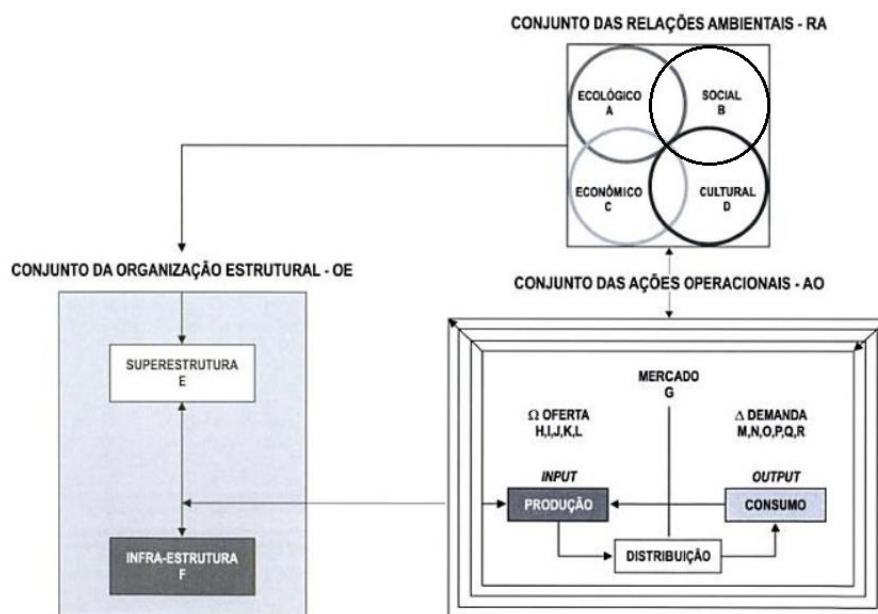 CONJUNTO DAS RELAÇÕES AMBIENTAIS - RA
ECOLÓGICO
A
SOCIAL
B
ECONÔMICO
C
CULTURAL
D
CONJUNTO DA ORGANIZAÇÃO ESTRUTURAL - OE
SUPERESTRUTURA
E
INFRA-ESTRUTURA
F
CONJUNTO DAS AÇÕES OPERACIONAIS - AO
MERCADO
G
Ω OFERTA
H,I,J,K,L
Δ DEMANDA
M,N,O,P,Q,R
INPUT
PRODUÇÃO
OUTPUT
CONSUMO
DISTRIBUIÇÃO